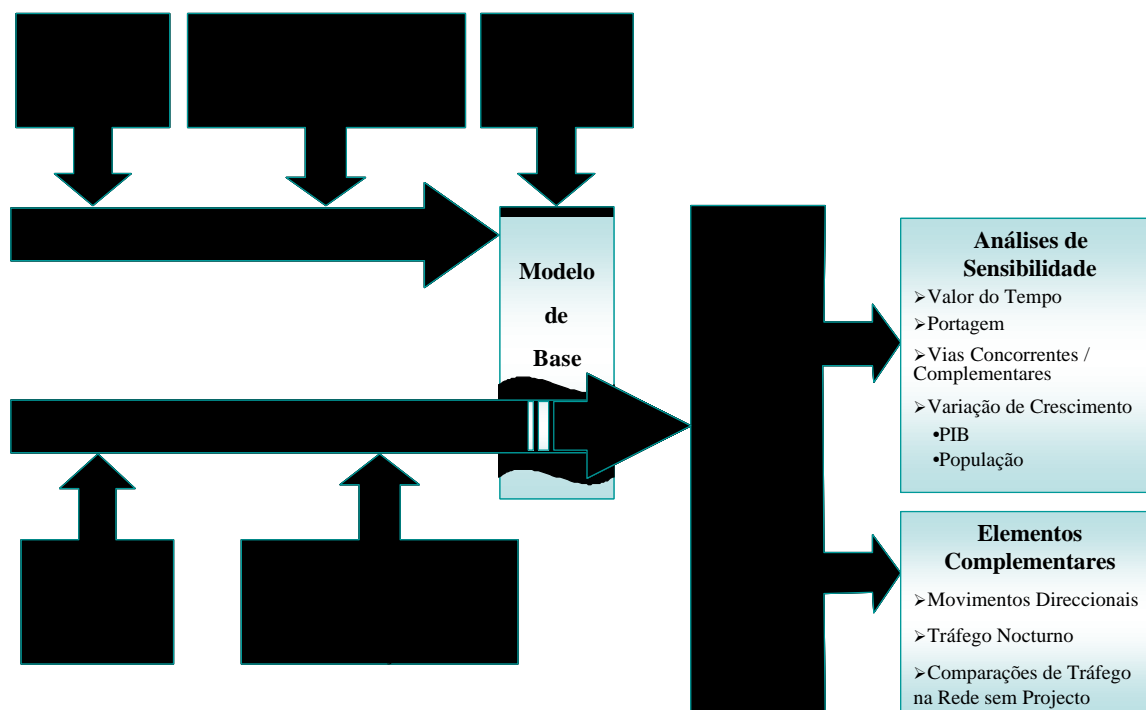 Modelo
de
Base
Análises de
Sensibilidade
➢Valor do Tempo
➢Portagem
➢Vias Concorrentes /
Complementares
➢Variação de Crescimento
•PIB
•População
Elementos
Complementares
➢Movimentos Direccionais
➢Tráfego Nocturno
➢Comparações de Tráfego
na Rede sem Projecto